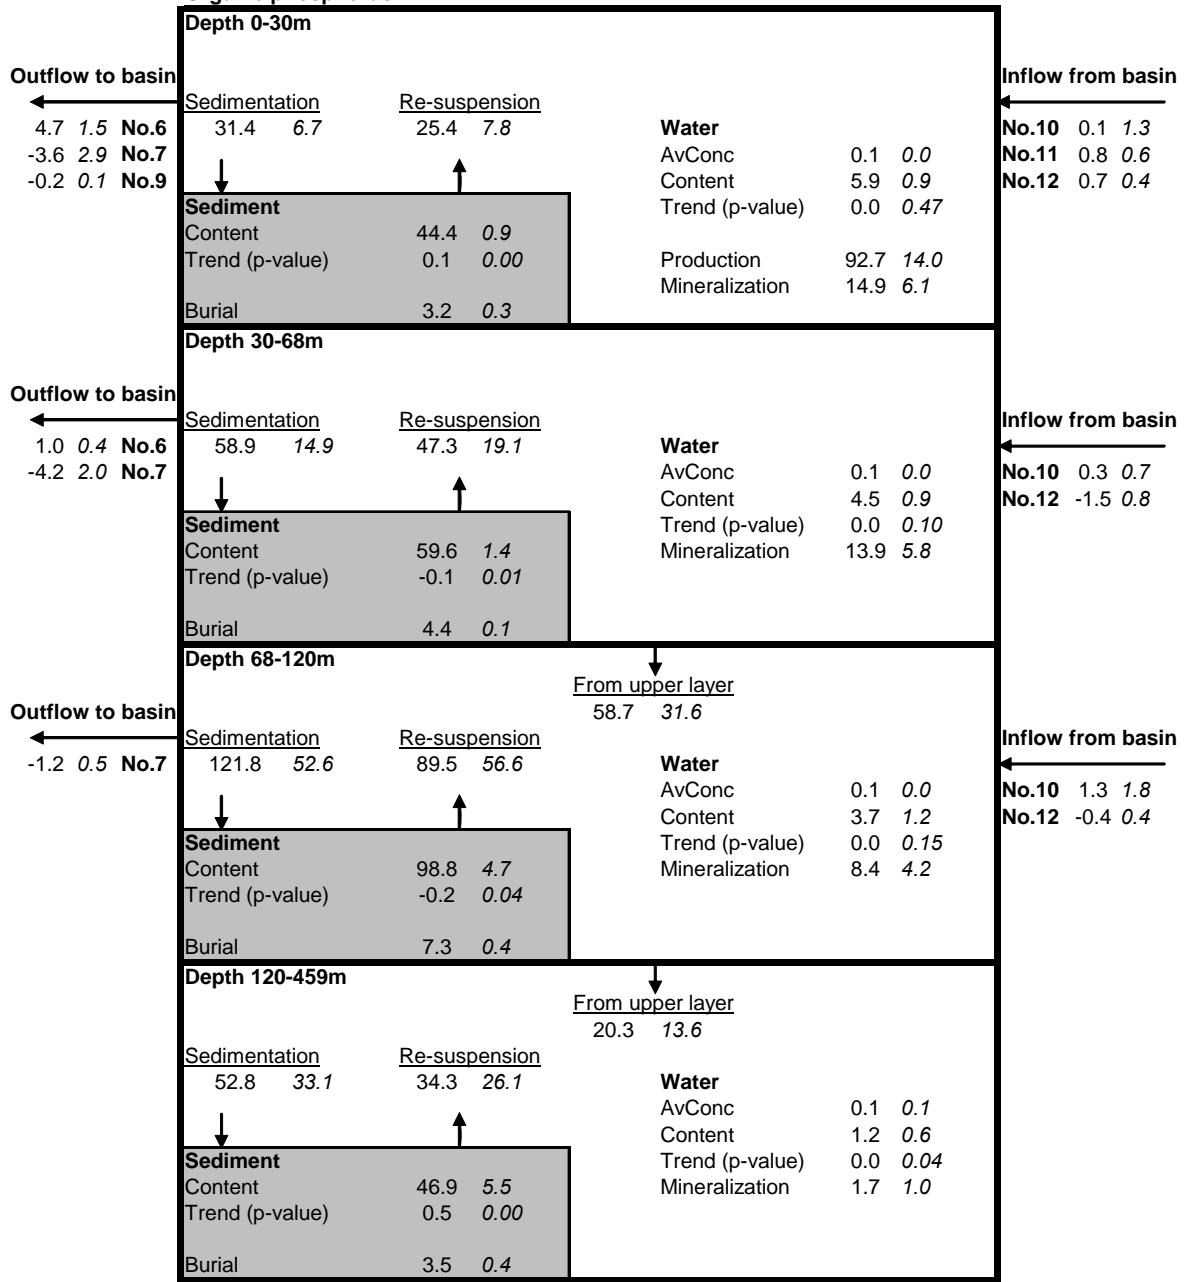 Depth 0-30m
Outflow to basin Inflow from basin
Sedimentation Re-suspension
4.7 1.5 No.6 31.4 6.7 25.4 7.8 Water No.10 0.1 1.3
-3.6 2.9 No.7 AvConc 0.1 0.0 No.11 0.8 0.6
-0.2 0.1 No.9 Content 5.9 0.9 No.12 0.7 0.4
Sediment Trend (p-value) 0.0 0.47
Content 44.4 0.9
Trend (p-value) 0.1 0.00 Production 92.7 14.0
Mineralization 14.9 6.1
Burial 3.2 0.3
Depth 30-68m
Outflow to basin Inflow from basin
Sedimentation Re-suspension
1.0 0.4 No.6 58.9 14.9 47.3 19.1 Water
-4.2 2.0 No.7 AvConc 0.1 0.0 No.10 0.3 0.7
Content 4.5 0.9 No.12 -1.5 0.8
Sediment Trend (p-value) 0.0 0.10
Content 59.6 1.4 Mineralization 13.9 5.8
Trend (p-value) -0.1 0.01
Burial 4.4 0.1
Depth 68-120m
From upper layer
Outflow to basin 58.7 31.6
Sedimentation Re-suspension Inflow from basin
-1.2 0.5 No.7 121.8 52.6 89.5 56.6 Water
AvConc 0.1 0.0 No.10 1.3 1.8
Content 3.7 1.2 No.12 -0.4 0.4
Sediment Trend (p-value) 0.0 0.15
Content 98.8 4.7 Mineralization 8.4 4.2
Trend (p-value) -0.2 0.04
Burial 7.3 0.4
Depth 120-459m
From upper layer
20.3 13.6
Sedimentation Re-suspension
52.8 33.1 34.3 26.1 Water
AvConc 0.1 0.1
Content 1.2 0.6
Sediment Trend (p-value) 0.0 0.04
Content 46.9 5.5 Mineralization 1.7 1.0
Trend (p-value) 0.5 0.00
Burial 3.5 0.4